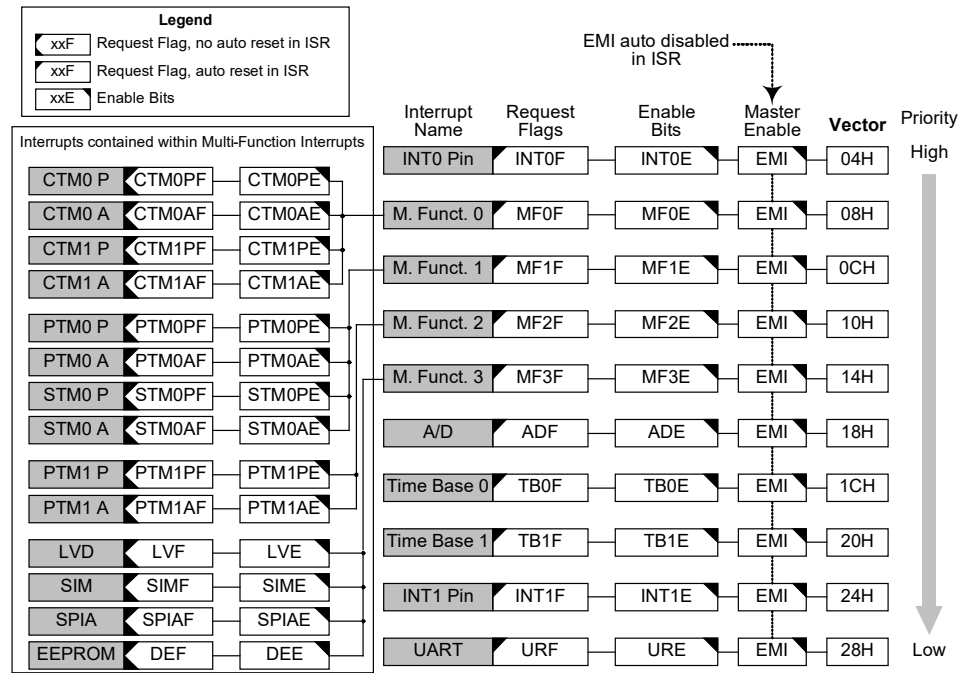 Legend
xxF Request Flag, no auto reset in ISR
xxF Request Flag, auto reset in ISR
xxE Enable Bits
EMI auto disabled
in ISR
Interrupt Name Request Flags Enable Bits Master Enable Vector Priority
INT0 Pin INT0F INT0E EMI 04H High
M. Funct. 0 MF0F MF0E EMI 08H
M. Funct. 1 MF1F MF1E EMI 0CH
M. Funct. 2 MF2F MF2E EMI 10H
M. Funct. 3 MF3F MF3E EMI 14H
A/D ADF ADE EMI 18H
Time Base 0 TB0F TB0E EMI 1CH
Time Base 1 TB1F TB1E EMI 20H
INT1 Pin INT1F INT1E EMI 24H
UART URF URE EMI 28H Low
Interrupts contained within Multi-Function Interrupts
CTM0 P CTM0PF CTM0PE
CTM0 A CTM0AF CTM0AE
CTM1 P CTM1PF CTM1PE
CTM1 A CTM1AF CTM1AE
PTM0 P PTM0PF PTM0PE
PTM0 A PTM0AF PTM0AE
STM0 P STM0PF STM0PE
STM0 A STM0AF STM0AE
PTM1 P PTM1PF PTM1PE
PTM1 A PTM1AF PTM1AE
LVD LVF LVE
SIM SIMF SIME
SPIA SPIAF SPIAE
EEPROM DEF DEE